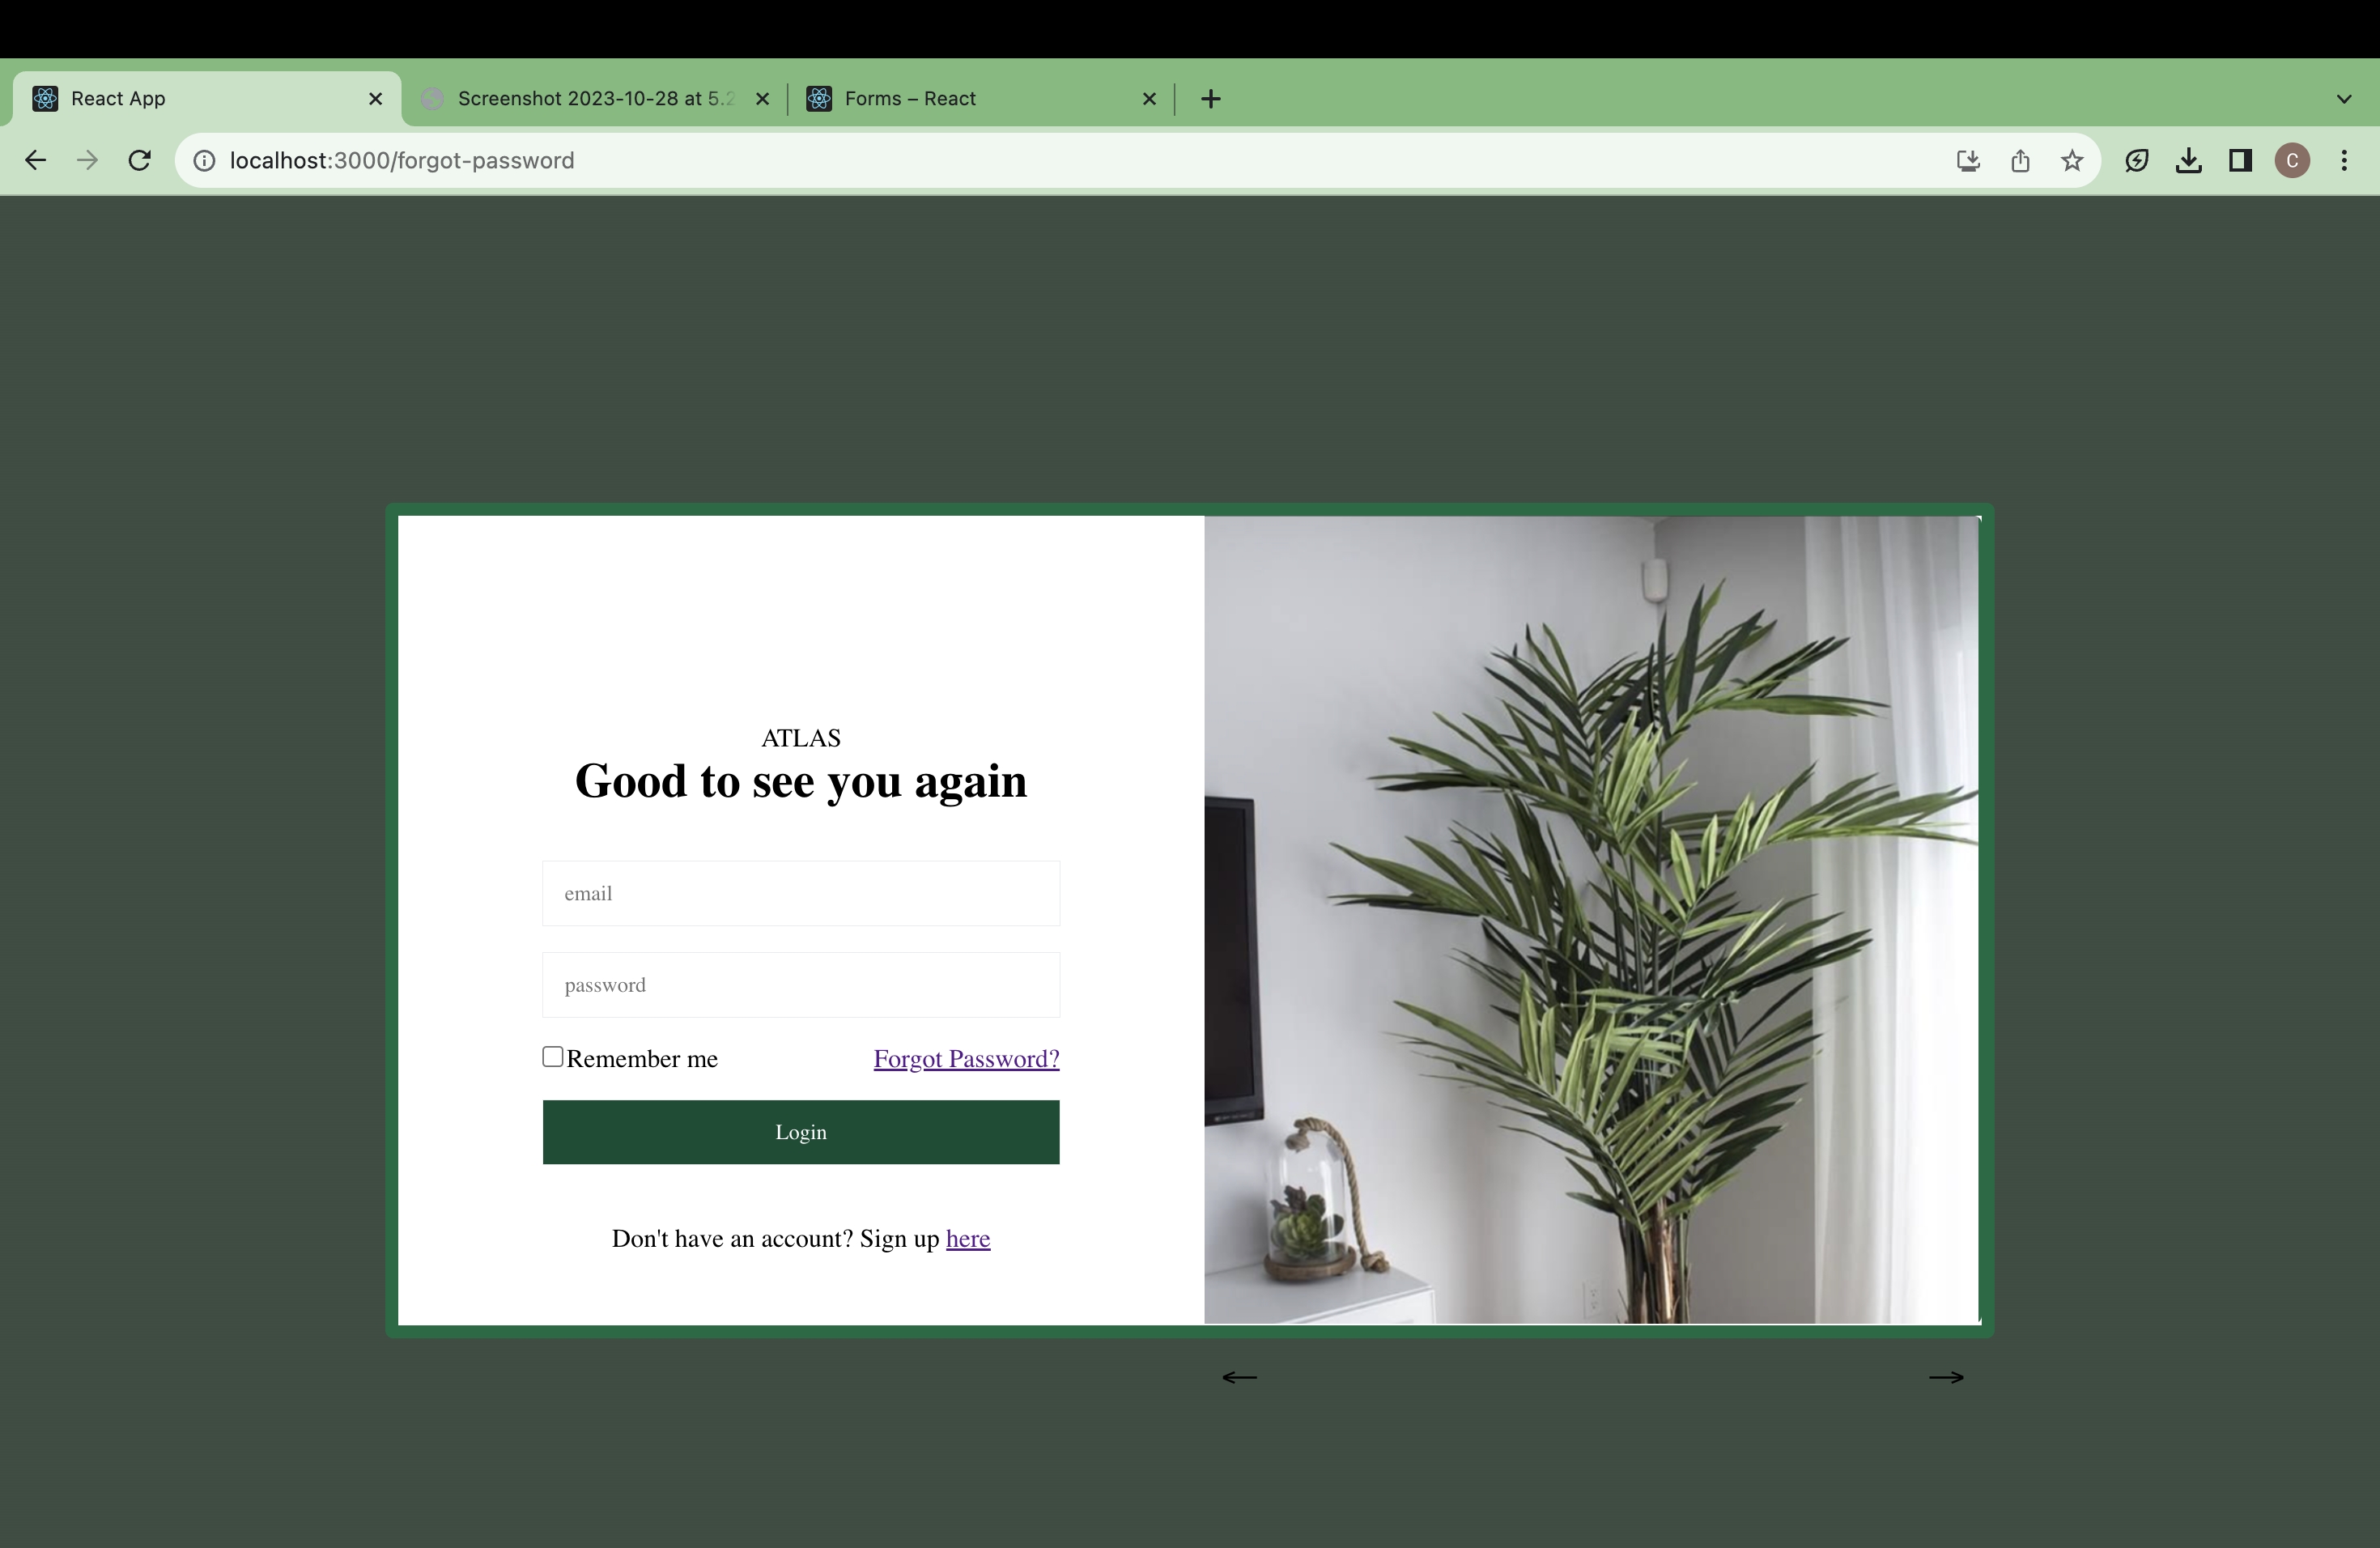 React App
Screenshot 2023-10-28 at 5.2
Forms – React
localhost:3000/forgot-password
C
ATLAS
Good to see you again
email
password
Remember me
Forgot Password?
Login
Don't have an account? Sign up here